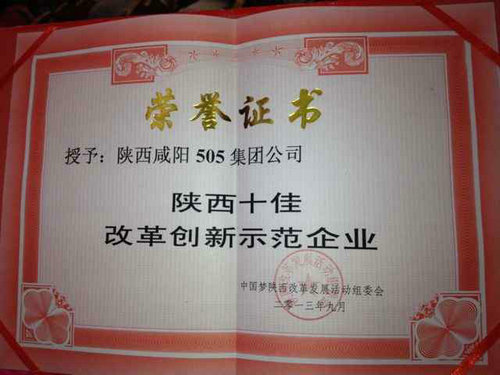 荣誉证书
授予：陕西咸阳 505 集团公司
陕西十佳
改革创新示范企业
中国梦陕西改革发展活动组委会
二零一三年九月